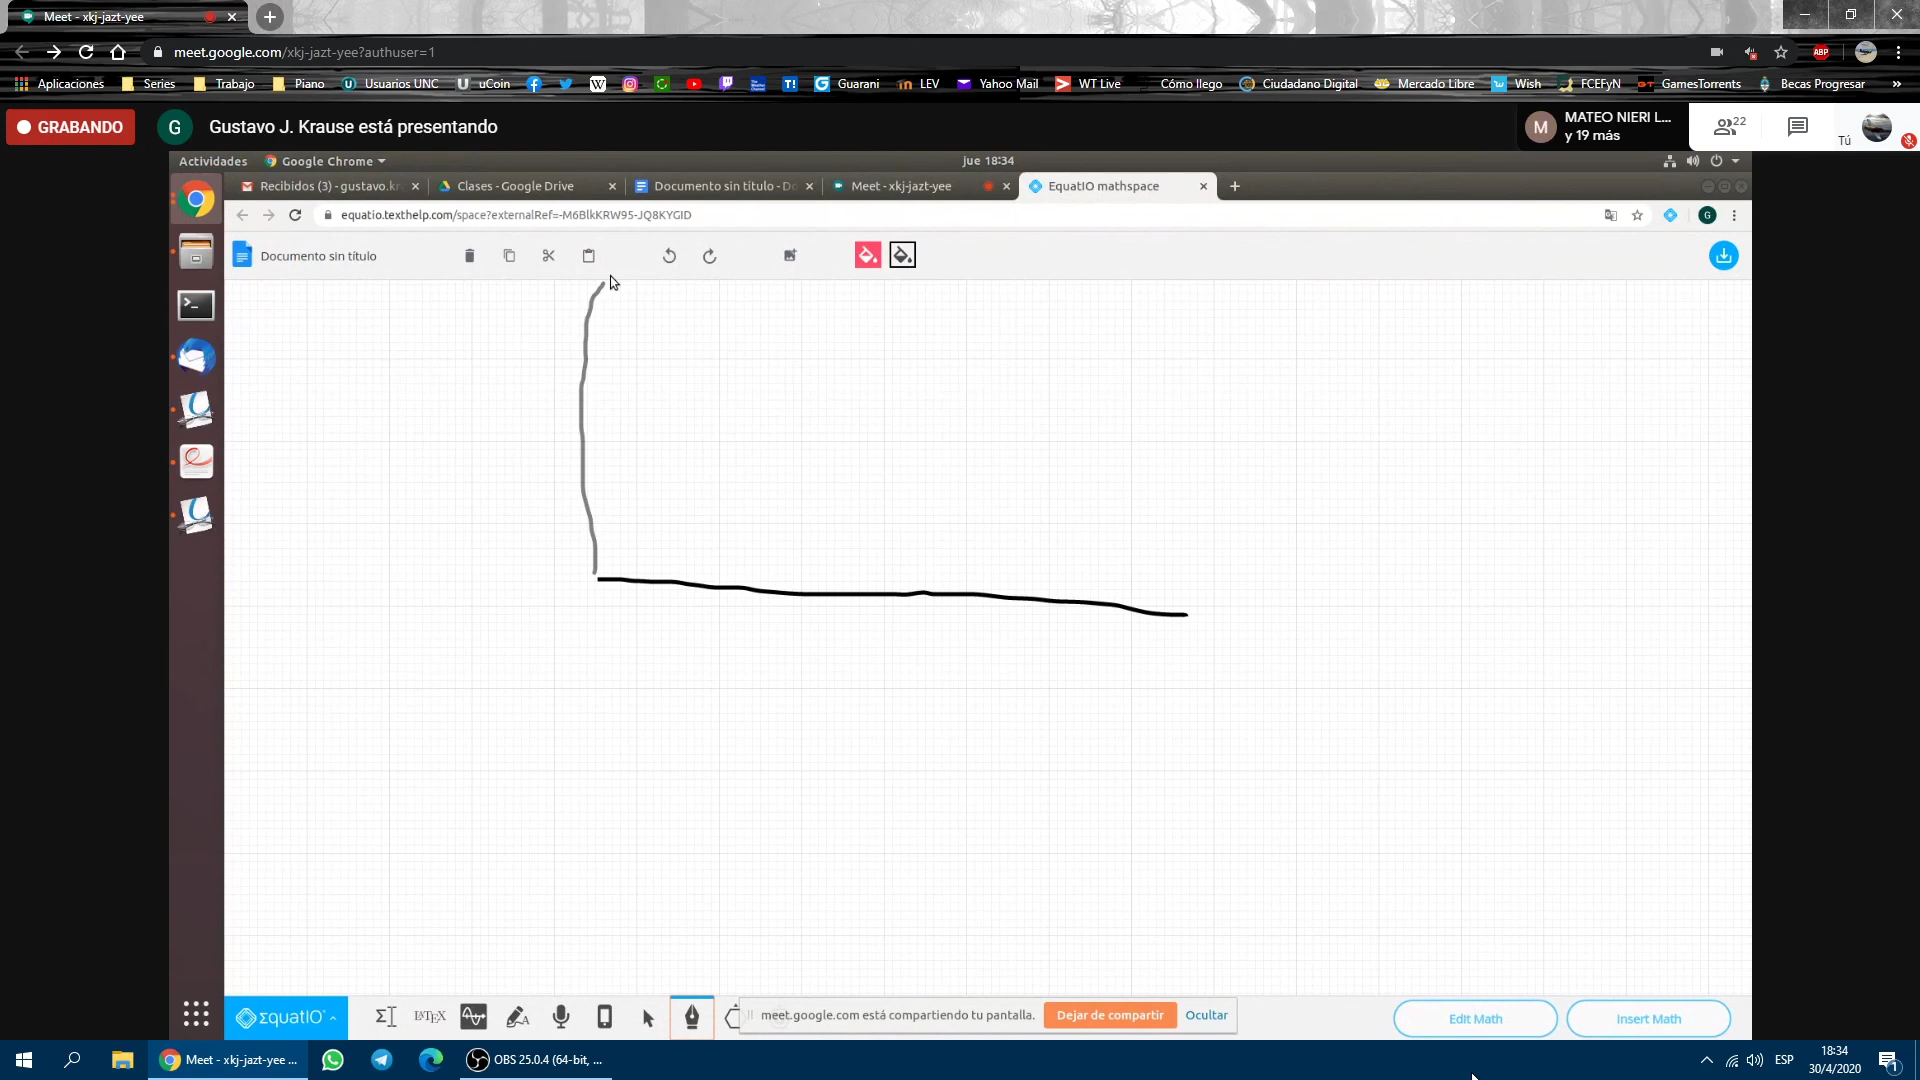 Meet - xkj-jazt-yee
meet.google.com/xkj-jazt-yee?authuser=1
ABP
Aplicaciones Series Trabajo Piano Usuarios UNC uCoin Guarani LEV Yahoo Mail WT Live Cómo llego Ciudadano Digital Mercado Libre Wish FCEFyN GamesTorrents Becas Progresar »
GRABANDO G Gustavo J. Krause está presentando
M MATEO NIERI L...
y 19 más
22
Tú
Actividades Google Chrome jue 18:34
Recibidos (3) - gustavo.kr Clases - Google Drive Documento sin título - Do Meet - xkj-jazt-yee EquatIO mathspace
equatio.texthelp.com/space?externalRef=-M6BlkKRW95-JQ8KYGID G
Documento sin título
EquatIO LATEX meet.google.com está compartiendo tu pantalla. Dejar de compartir Ocultar Edit Math Insert Math
Meet - xkj-jazt-yee ... OBS 25.0.4 (64-bit, ... ESP 18:34
30/4/2020
1